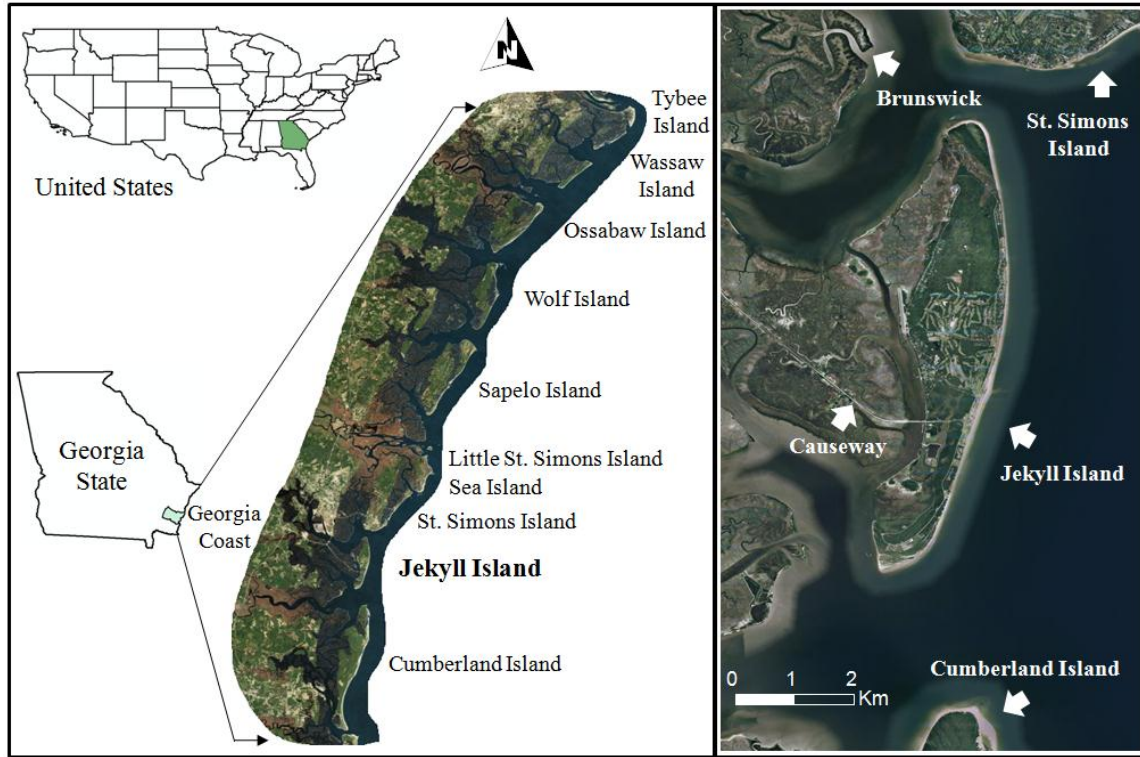 United States
N
Tybee
Island
Wassaw
Island
Ossabaw Island
Wolf Island
Sapelo Island
Little St. Simons Island
Sea Island
St. Simons Island
Jekyll Island
Cumberland Island
Georgia
State
Georgia
Coast
Brunswick
St. Simons
Island
Causeway
Jekyll Island
Cumberland Island
0 1 2
Km